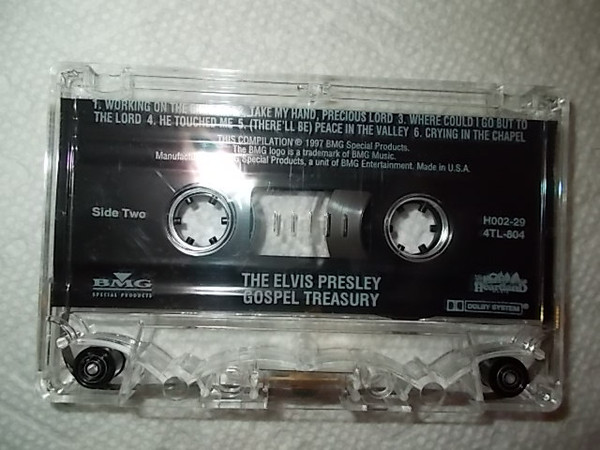 1. WORKING ON THE TAKE MY HAND, PRECIOUS LORD 3. WHERE COULD I GO BUT TO
THE LORD 4. HE TOUCHED ME 5. (THERE'LL BE) PEACE IN THE VALLEY 6. CRYING IN THE CHAPEL
THIS COMPILATION ℗ 1997 BMG Special Products.
The BMG logo is a trademark of BMG Music.
Special Products, a unit of BMG Entertainment. Made in U.S.A.
Side Two
H002-29
4TL-804
BMG
SPECIAL PRODUCTS
THE ELVIS PRESLEY
GOSPEL TREASURY
Heartland
DOLBY SYSTEM®